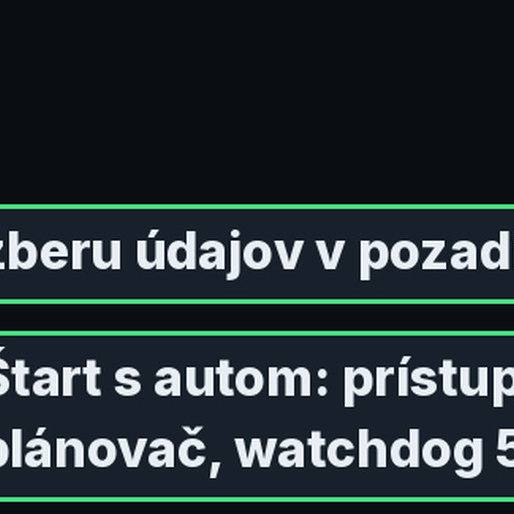 zberu údajov v pozad
Štart s autom: prístup
plánovač, watchdog 5